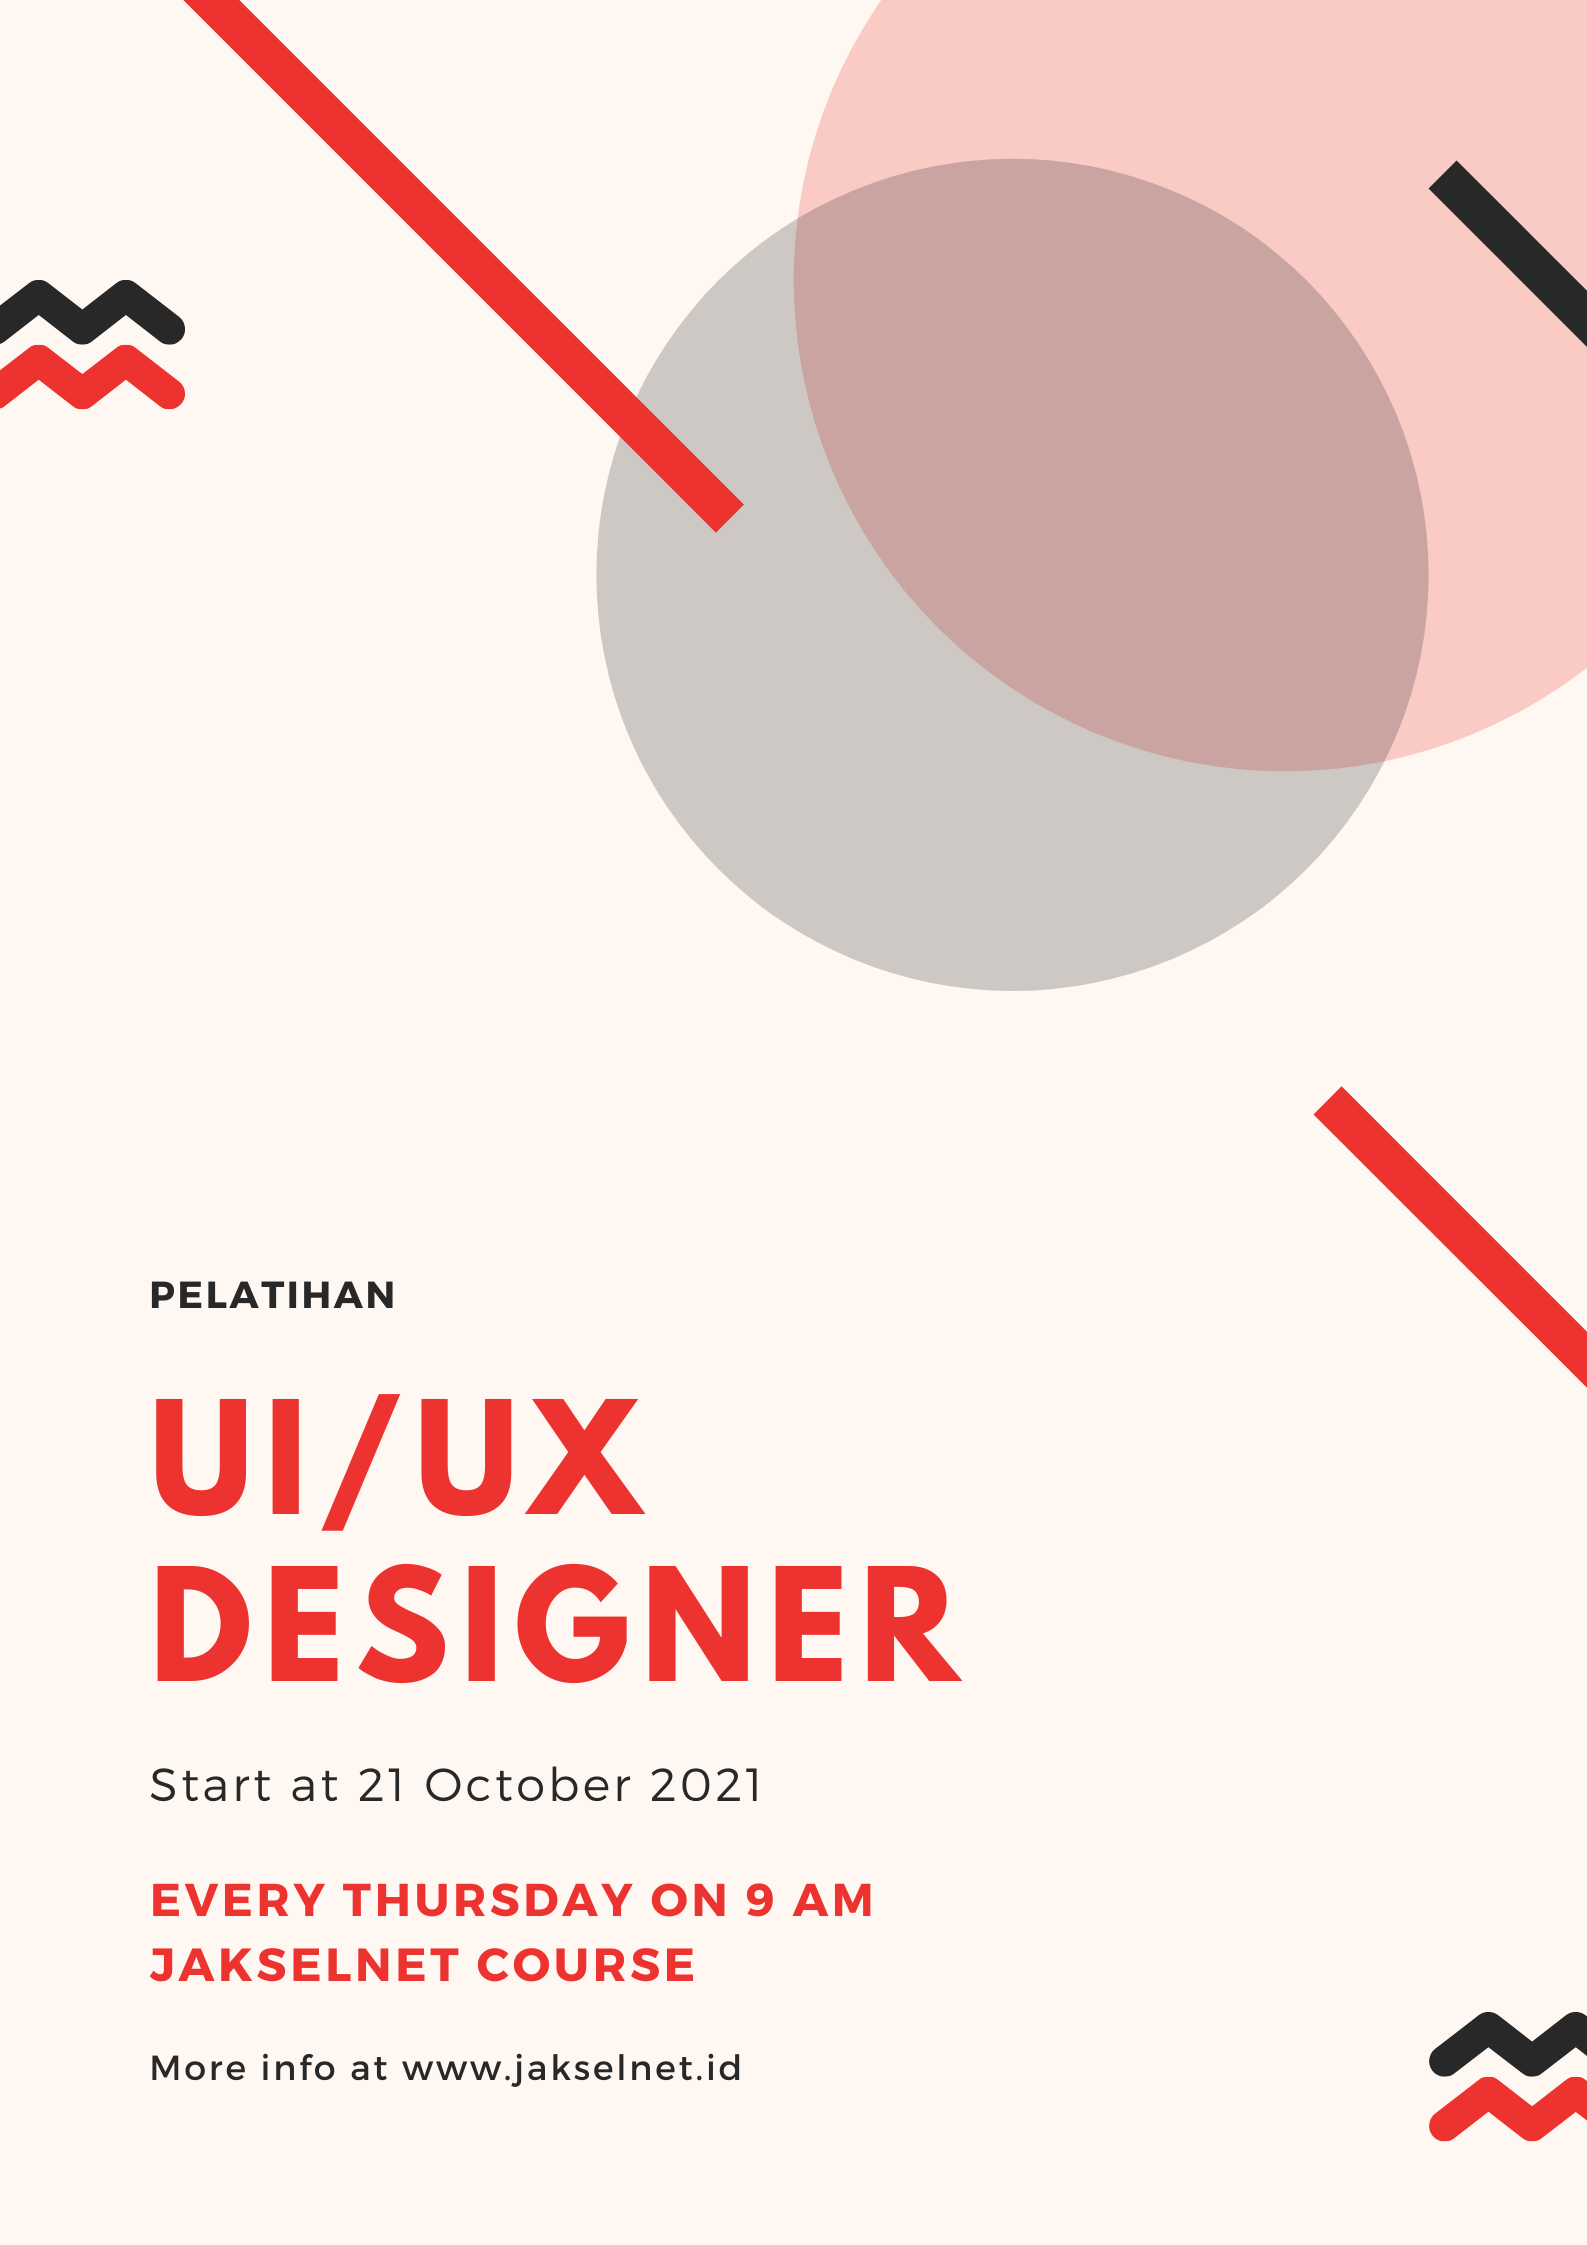 PELATIHAN
UI/UX
DESIGNER
Start at 21 October 2021
EVERY THURSDAY ON 9 AM
JAKSELNET COURSE
More info at www.jakselnet.id